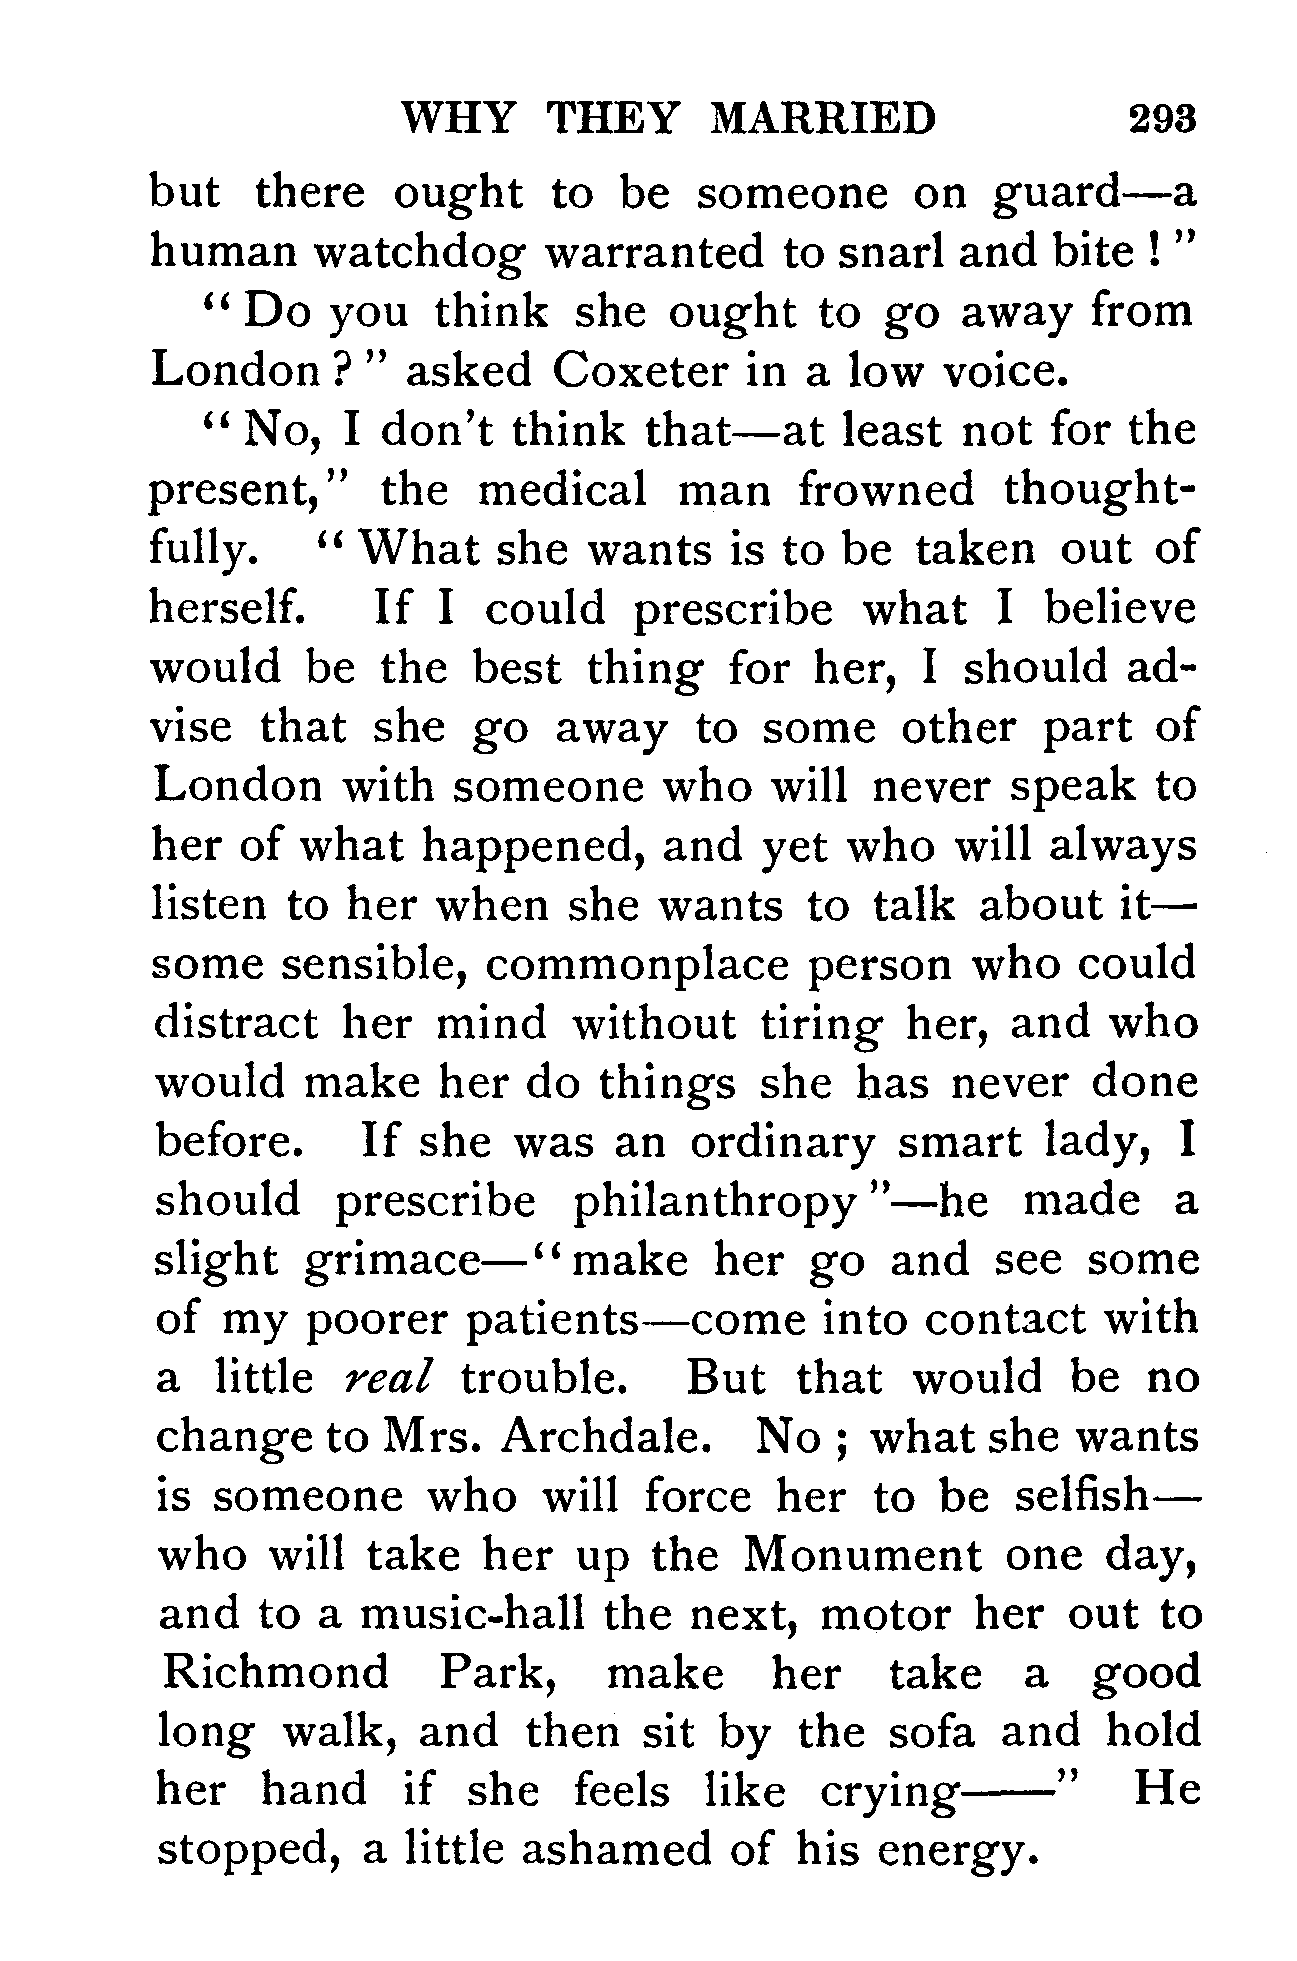 WHY THEY MARRIED 293
but there ought to be someone on guard—a
human watchdog warranted to snarl and bite ! ”
“ Do you think she ought to go away from
London ? ” asked Coxeter in a low voice.
“ No, I don't think that—at least not for the
present,” the medical man frowned thought-
fully. “ What she wants is to be taken out of
herself. If I could prescribe what I believe
would be the best thing for her, I should ad-
vise that she go away to some other part of
London with someone who will never speak to
her of what happened, and yet who will always
listen to her when she wants to talk about it—
some sensible, commonplace person who could
distract her mind without tiring her, and who
would make her do things she has never done
before. If she was an ordinary smart lady, I
should prescribe philanthropy ”—he made a
slight grimace—“ make her go and see some
of my poorer patients—come into contact with
a little real trouble. But that would be no
change to Mrs. Archdale. No ; what she wants
is someone who will force her to be selfish—
who will take her up the Monument one day,
and to a music-hall the next, motor her out to
Richmond Park, make her take a good
long walk, and then sit by the sofa and hold
her hand if she feels like crying——” He
stopped, a little ashamed of his energy.